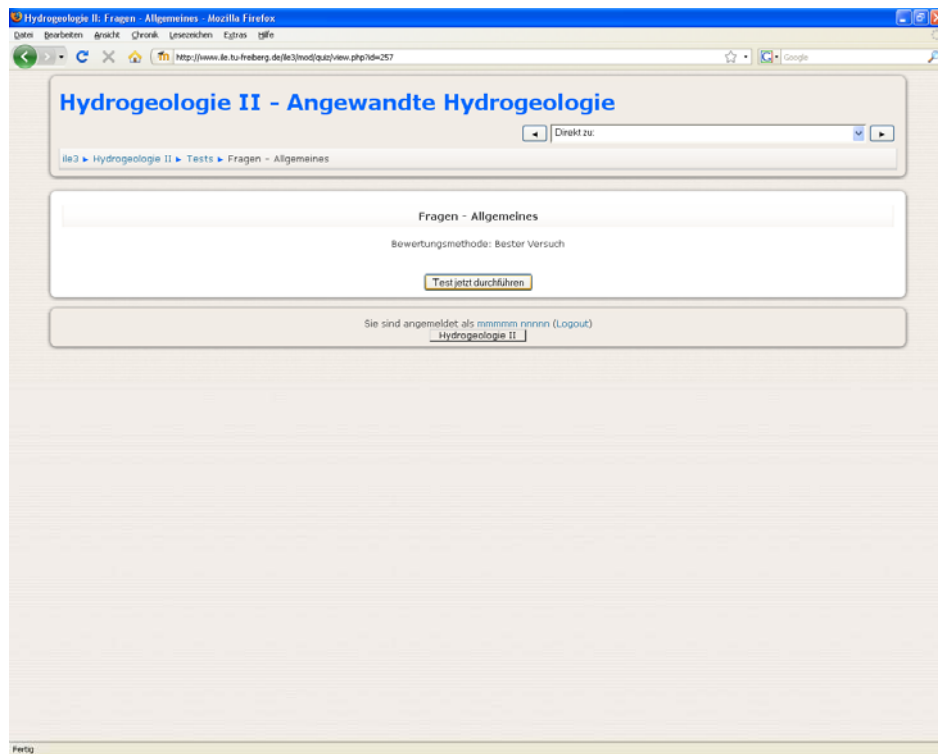 Hydrogeologie II: Fragen - Allgemeines - Mozilla Firefox
Datei Bearbeiten Ansicht Chronik Lesezeichen Extras Hilfe
http://www.ile.tu-freiberg.de/ile3/mod/quiz/view.php?id=257
Google
Hydrogeologie II - Angewandte Hydrogeologie
Direkt zu:
ile3 ► Hydrogeologie II ► Tests ► Fragen - Allgemeines
Fragen - Allgemeines
Bewertungsmethode: Bester Versuch
Test jetzt durchführen
Sie sind angemeldet als mmmmm nnnnn (Logout)
Hydrogeologie II
Fertig